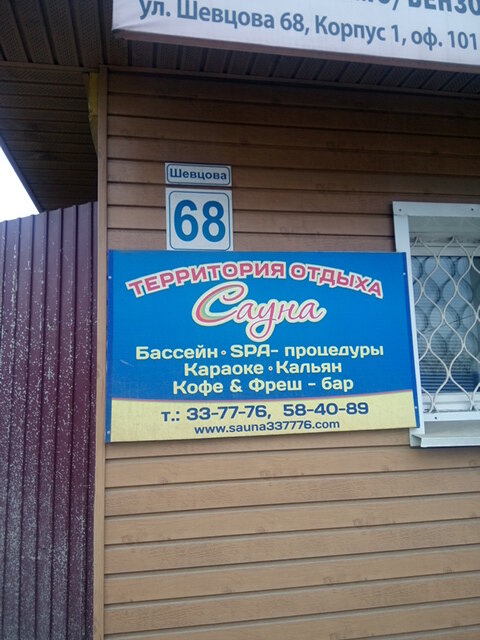 ул. Шевцова 68, Корпус 1, оф. 101
Шевцова
68
ТЕРРИТОРИЯ ОТДЫХА
Сауна
Бассейн • SPA- процедуры
Караоке • Кальян
Кофе & Фреш - бар
т.: 33-77-76, 58-40-89
www.sauna337776.com